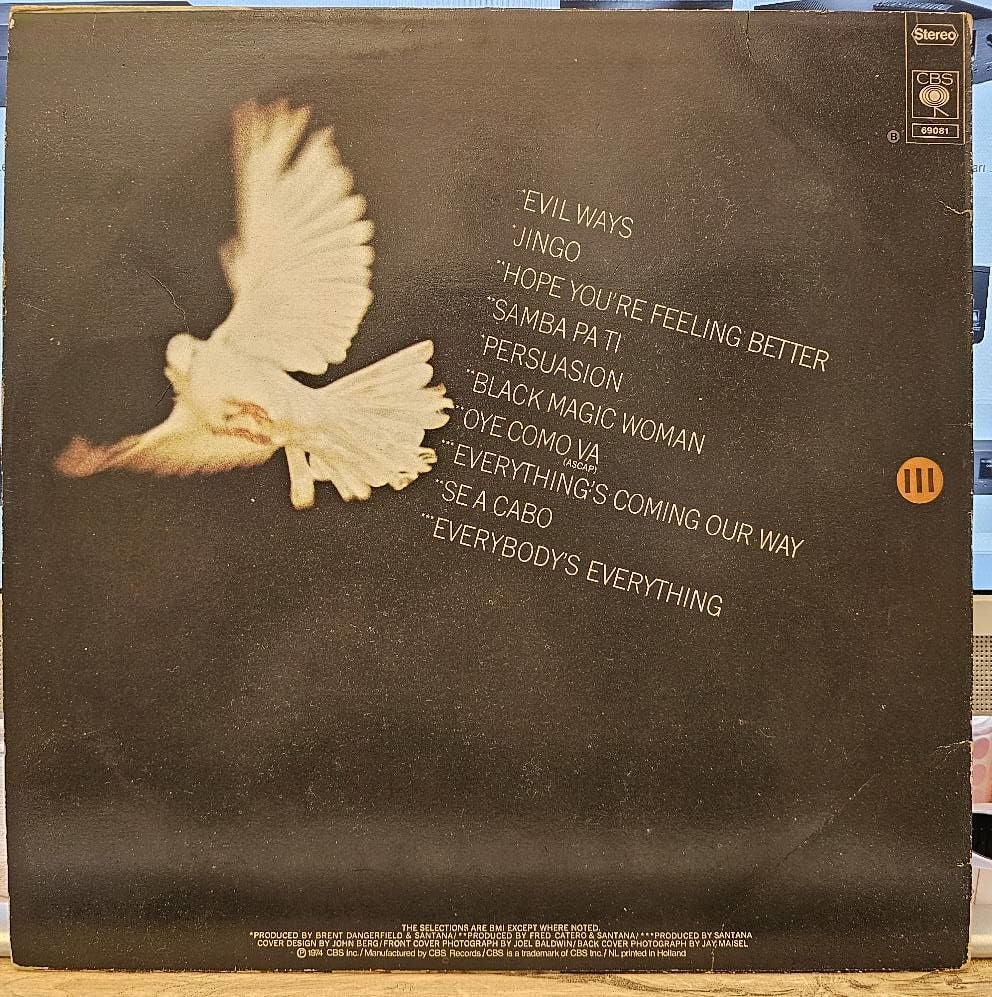 Stereo
CBS
69081
B
*EVIL WAYS
*JINGO
**HOPE YOU'RE FEELING BETTER
**SAMBA PA TI
*PERSUASION
**BLACK MAGIC WOMAN
**OYE COMO VA
(ASCAP)
***EVERYTHING'S COMING OUR WAY
**SE A CABO
***EVERYBODY'S EVERYTHING
III
THE SELECTIONS ARE BMI EXCEPT WHERE NOTED.
*PRODUCED BY BRENT DANGERFIELD & SANTANA/ **PRODUCED BY FRED CATERO & SANTANA/ ***PRODUCED BY SANTANA
COVER DESIGN BY JOHN BERG/FRONT COVER PHOTOGRAPH BY JOEL BALDWIN/BACK COVER PHOTOGRAPH BY JAY MAISEL
℗ 1974 CBS Inc./Manufactured by CBS Records/CBS is a trademark of CBS Inc./NL printed in Holland